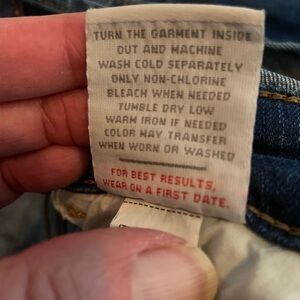 TURN THE GARMENT INSIDE
OUT AND MACHINE
WASH COLD SEPARATELY
ONLY NON-CHLORINE
BLEACH WHEN NEEDED
TUMBLE DRY LOW
WARM IRON IF NEEDED
COLOR MAY TRANSFER
WHEN WORN OR WASHED
FOR BEST RESULTS,
WEAR ON A FIRST DATE.